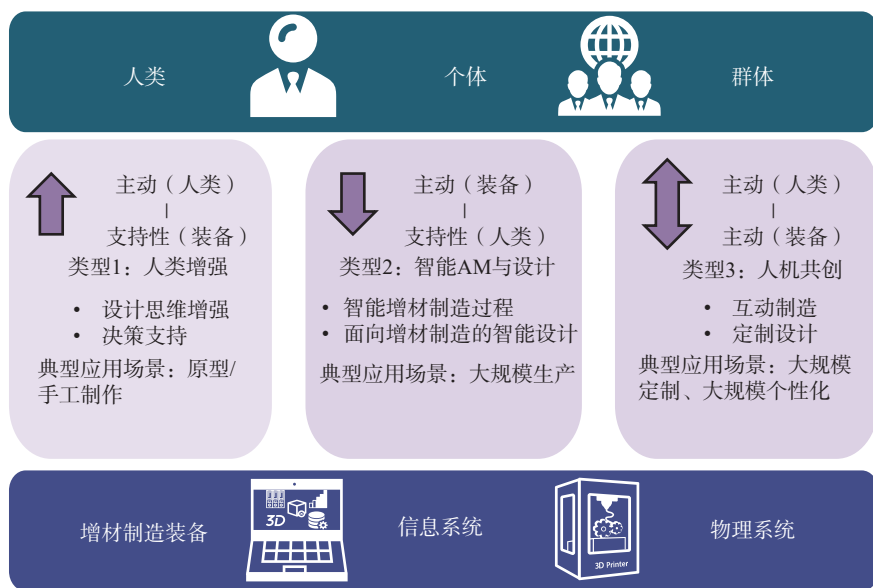 人类
个体
群体
主动（人类）
支持性（装备）
类型1：人类增强
• 设计思维增强
• 决策支持
典型应用场景：原型/
手工制作
主动（装备）
支持性（人类）
类型2：智能AM与设计
• 智能增材制造过程
• 面向增材制造的智能设计
典型应用场景：大规模生产
主动（人类）
主动（装备）
类型3：人机共创
• 互动制造
• 定制设计
典型应用场景：大规模
定制、大规模个性化
增材制造装备
3D
信息系统
3D Printer
物理系统